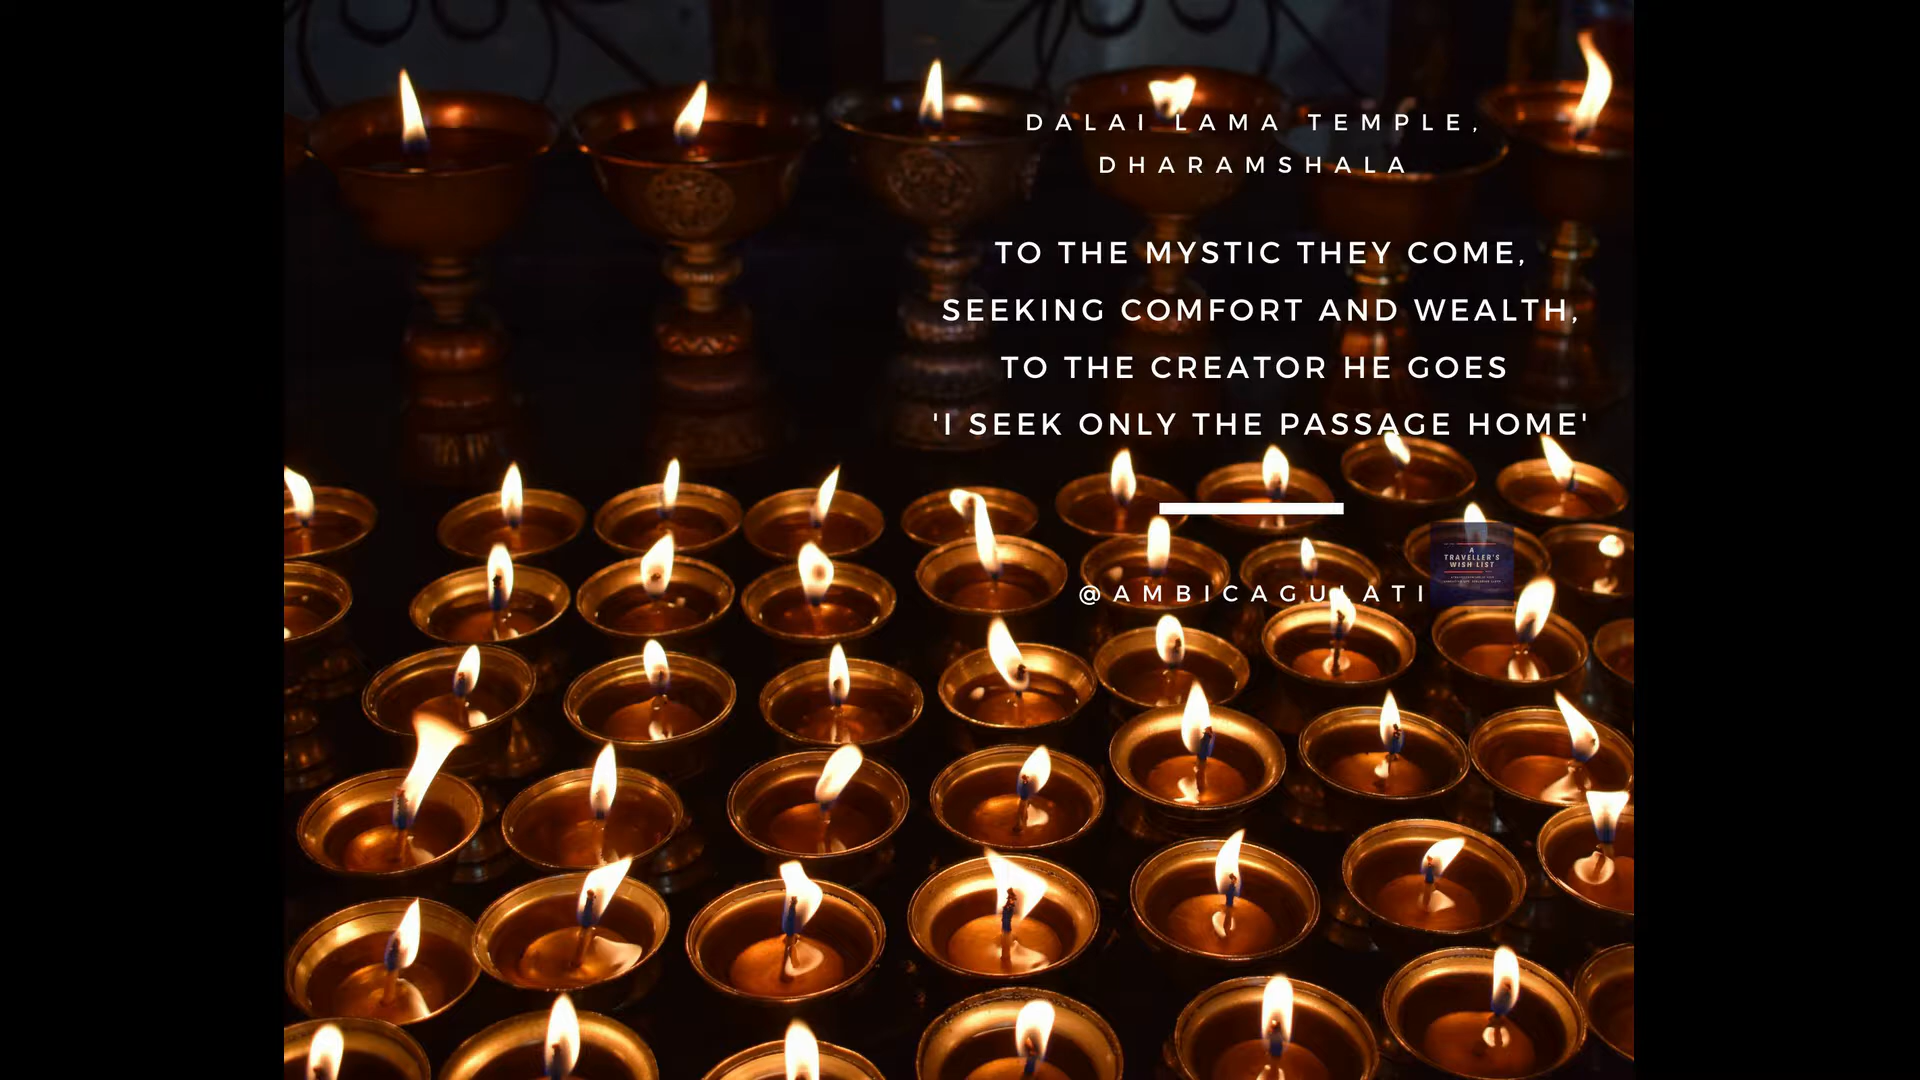 DALAI LAMA TEMPLE,
DHARAMSHALA
TO THE MYSTIC THEY COME,
SEEKING COMFORT AND WEALTH,
TO THE CREATOR HE GOES
'I SEEK ONLY THE PASSAGE HOME'
@AMBICAGULATI
A
TRAVELLER'S
WISH LIST